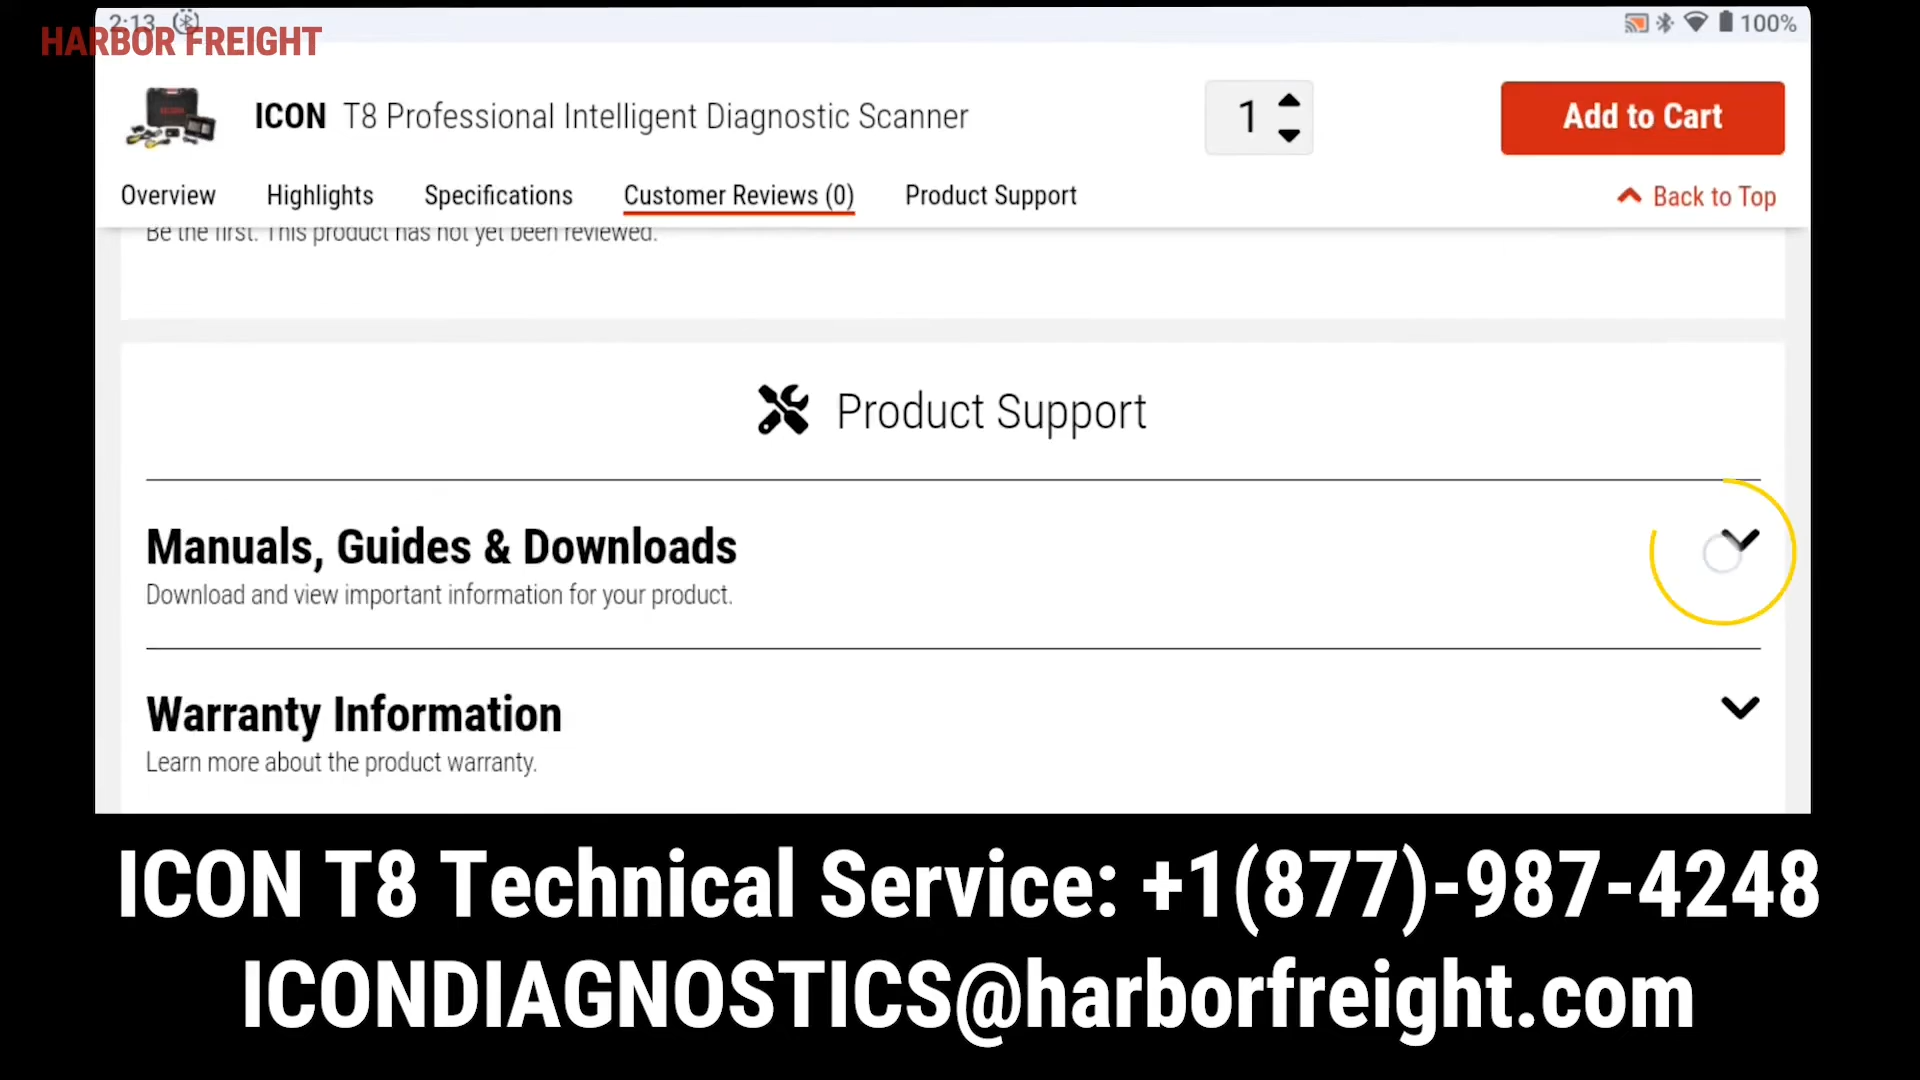 2:13
100%
HARBOR FREIGHT
ICON T8 Professional Intelligent Diagnostic Scanner
1
Add to Cart
Overview
Highlights
Specifications
Customer Reviews (0)
Product Support
Back to Top
Be the first. This product has not yet been reviewed.
Product Support
Manuals, Guides & Downloads
Download and view important information for your product.
Warranty Information
Learn more about the product warranty.
ICON T8 Technical Service: +1(877)-987-4248
ICONDIAGNOSTICS@harborfreight.com